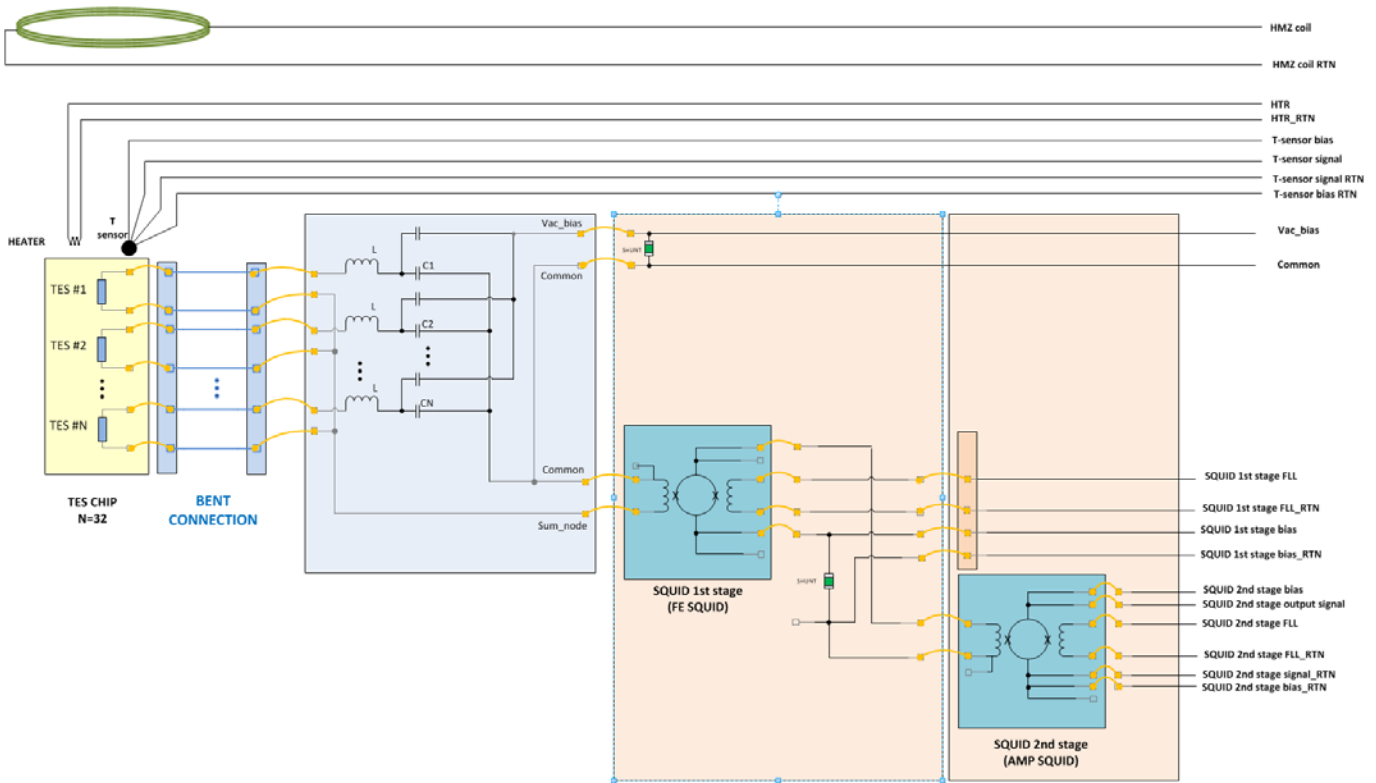 HMZ coil
HMZ coil RTN
HTR
HTR_RTN
T-sensor bias
T-sensor signal
T-sensor signal RTN
T-sensor bias RTN
T
sensor
HEATER
Vac_bias
Vac_bias
SHUNT
L
C1
Common
Common
TES #1
L
C2
TES #2
L
CN
TES #N
Common
SQUID 1st stage FLL
TES CHIP
N=32
BENT
CONNECTION
SQUID 1st stage FLL_RTN
Sum_node
SQUID 1st stage bias
SQUID 1st stage bias_RTN
SHUNT
SQUID 1st stage
(FE SQUID)
SQUID 2nd stage bias
SQUID 2nd stage output signal
SQUID 2nd stage FLL
SQUID 2nd stage FLL_RTN
SQUID 2nd stage signal_RTN
SQUID 2nd stage bias_RTN
SQUID 2nd stage
(AMP SQUID)